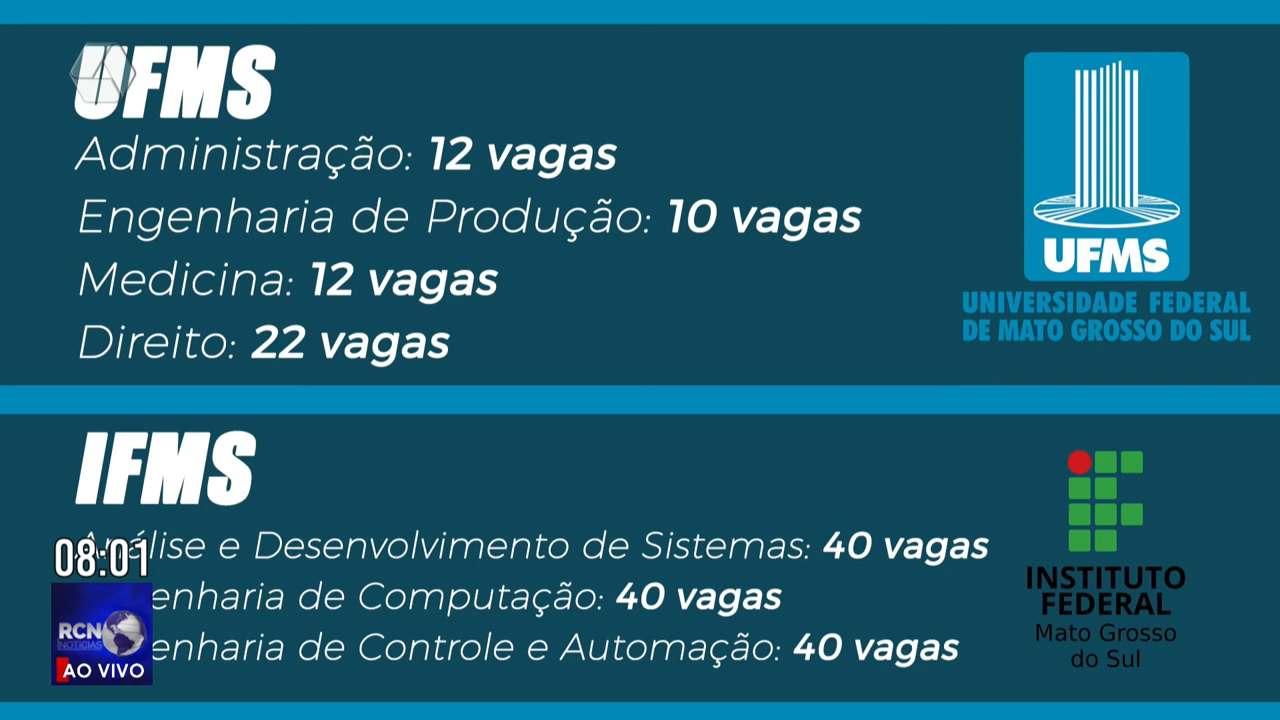 UFMS
Administração: 12 vagas
Engenharia de Produção: 10 vagas
Medicina: 12 vagas
Direito: 22 vagas
UFMS
UNIVERSIDADE FEDERAL
DE MATO GROSSO DO SUL
IFMS
Análise e Desenvolvimento de Sistemas: 40 vagas
enharia de Computação: 40 vagas
enharia de Controle e Automação: 40 vagas
INSTITUTO
FEDERAL
Mato Grosso
do Sul
08:01
RCN
NOTÍCIAS
AO VIVO